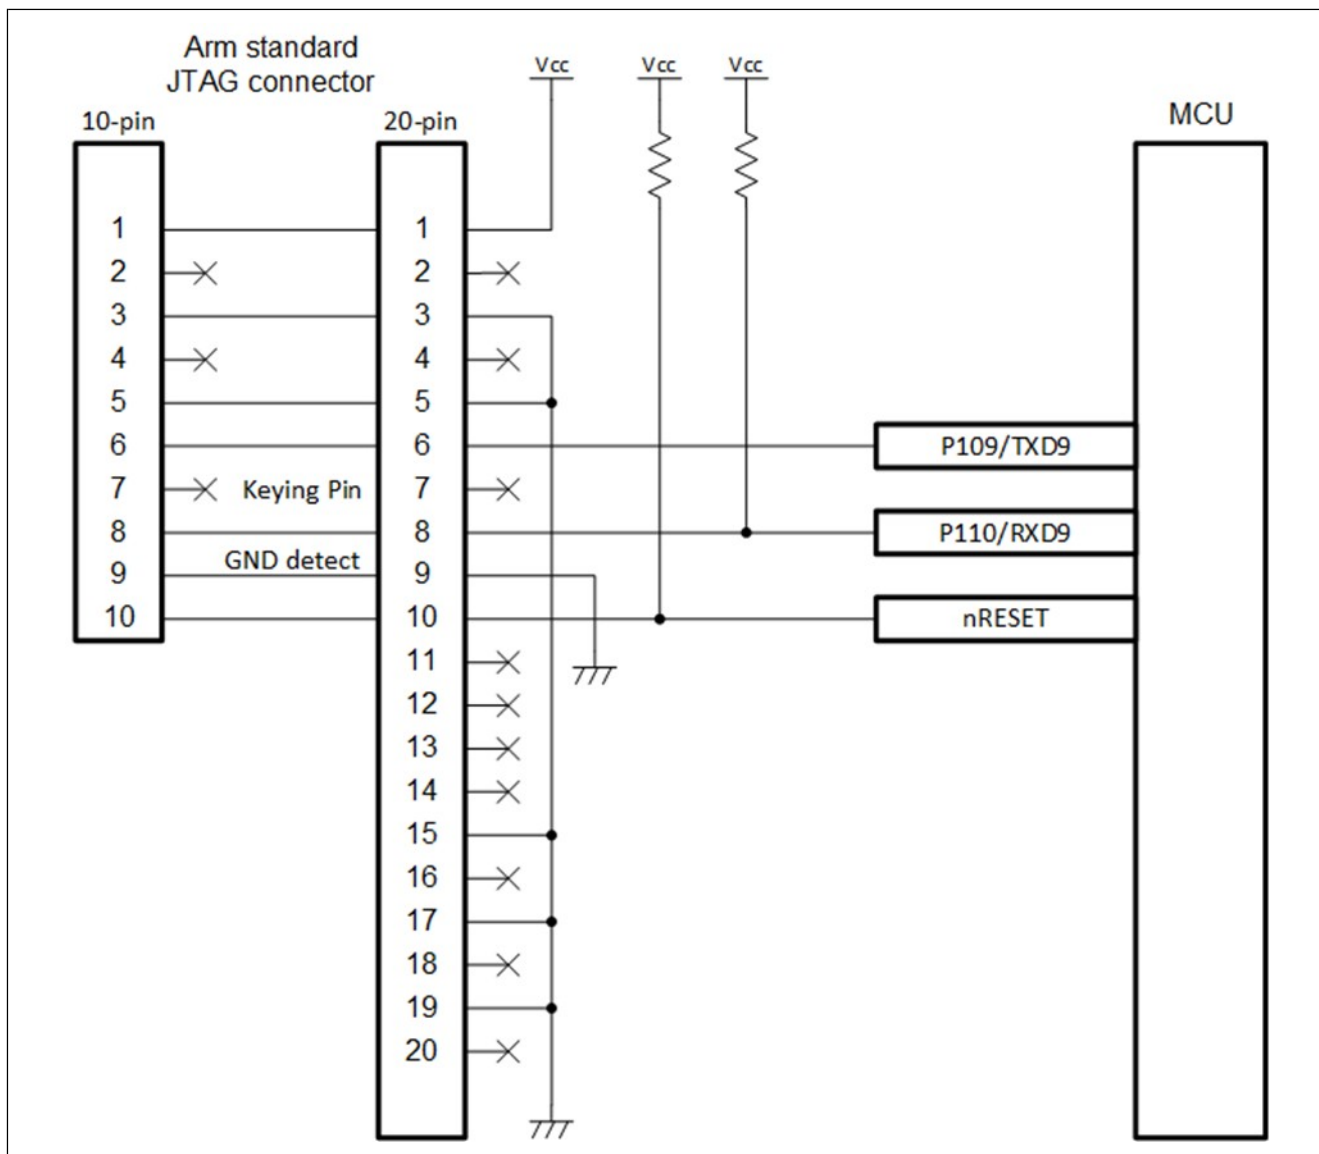 Arm standard
JTAG connector
10-pin
20-pin
Vcc
Vcc
Vcc
MCU
1
1
2
2
3
3
4
4
5
5
6
6
P109/TXD9
7
Keying Pin
7
8
8
P110/RXD9
GND detect
9
9
10
10
nRESET
11
12
13
14
15
16
17
18
19
20